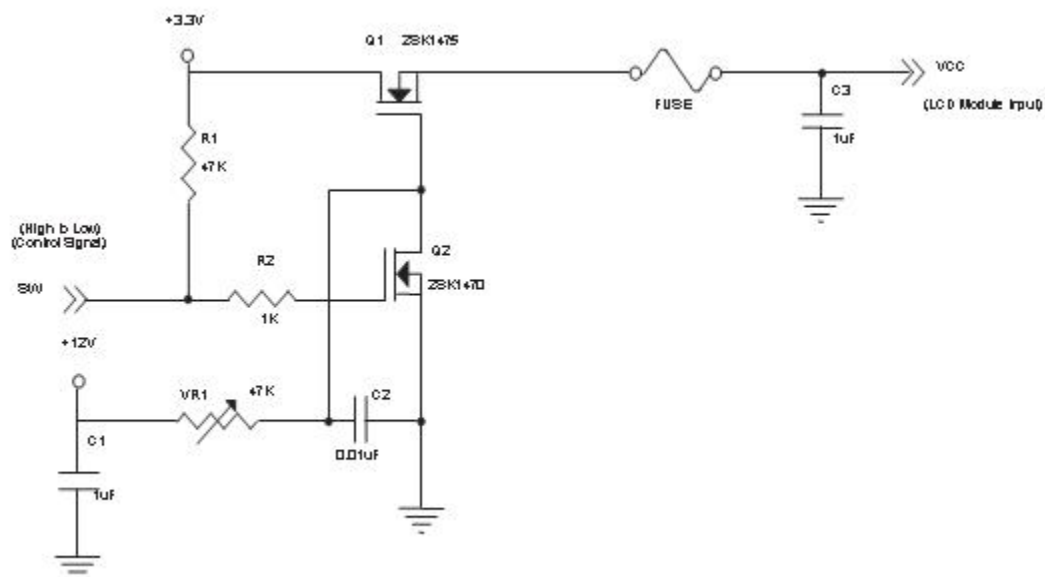 +3.3V
Q1 2SK1475
VCC
FUSE
C3
(LCD Module Input)
R1
1uF
47K
(High to Low)
(Control Signal)
Q2
R2
SW
2SK1470
1K
+12V
VR1
47K
C2
C1
0.01uF
1uF